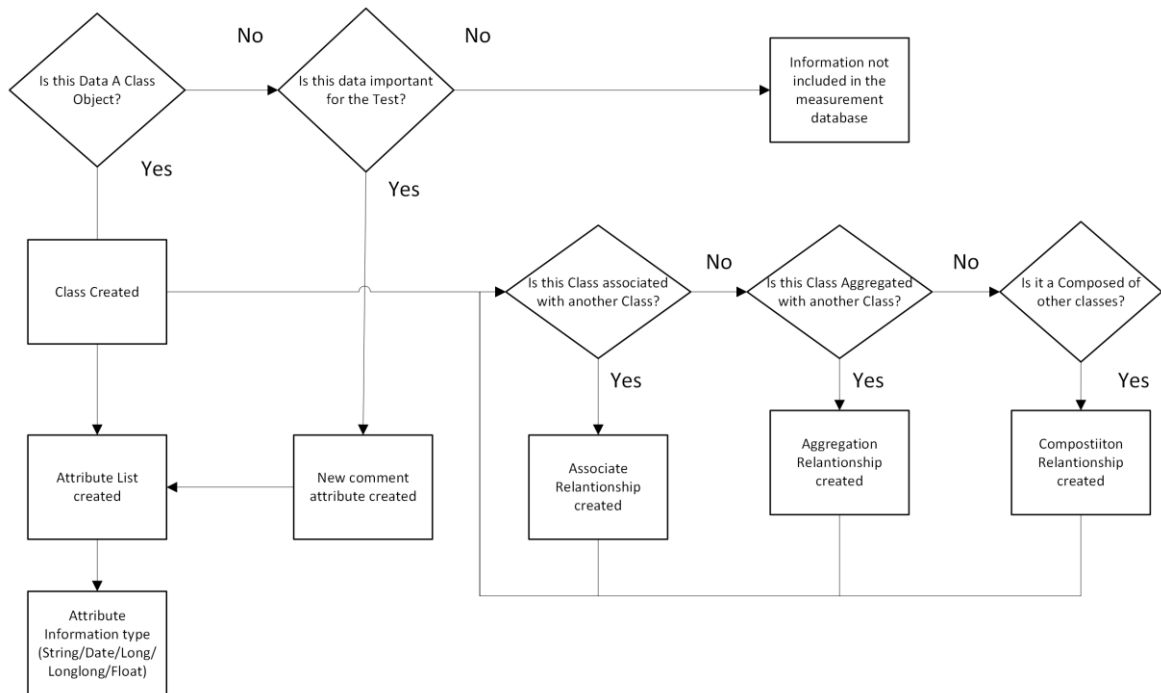 No
No
Is this Data A Class
Object?
Is this data important
for the Test?
Information not
included in the
measurement
database
Yes
Yes
Class Created
Is this Class associated
with another Class?
No
Is this Class Aggregated
with another Class?
No
Is it a Composed of
other classes?
Yes
Yes
Yes
Attribute List
created
New comment
attribute created
Associate
Relantionship
created
Aggregation
Relantionship
created
Compostiiton
Relantionship
created
Attribute
Information type
(String/Date/Long/
Longlong/Float)